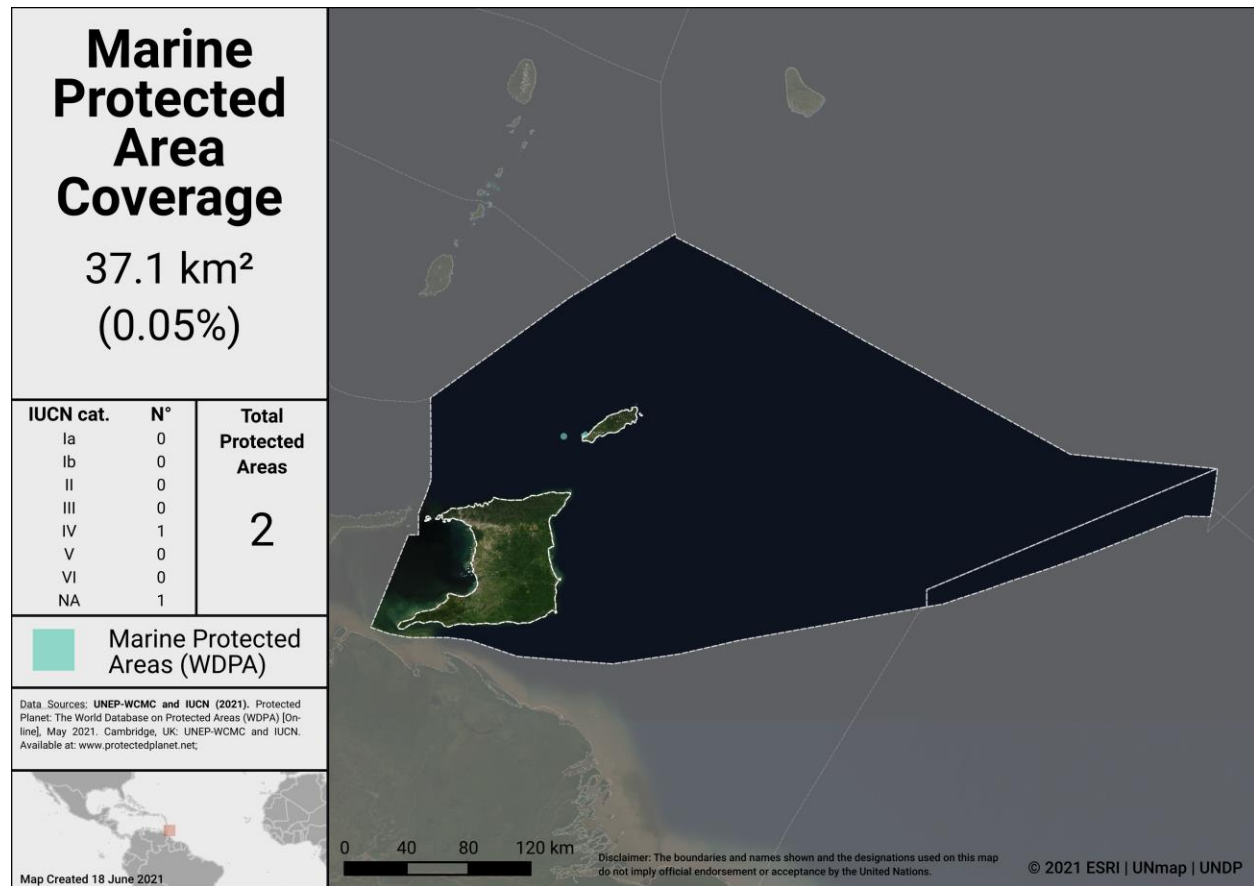 Marine
Protected
Area
Coverage
37.1 km²
(0.05%)
IUCN cat. N°
Ia 0
Ib 0
II 0
III 0
IV 1
V 0
VI 0
NA 1
Total
Protected
Areas
2
Marine Protected
Areas (WDPA)
Data Sources: UNEP-WCMC and IUCN (2021). Protected
Planet: The World Database on Protected Areas (WDPA) [On-
line], May 2021. Cambridge, UK: UNEP-WCMC and IUCN.
Available at: www.protectedplanet.net;
Map Created 18 June 2021
0 40 80 120 km
Disclaimer: The boundaries and names shown and the designations used on this map
do not imply official endorsement or acceptance by the United Nations.
© 2021 ESRI | UNmap | UNDP